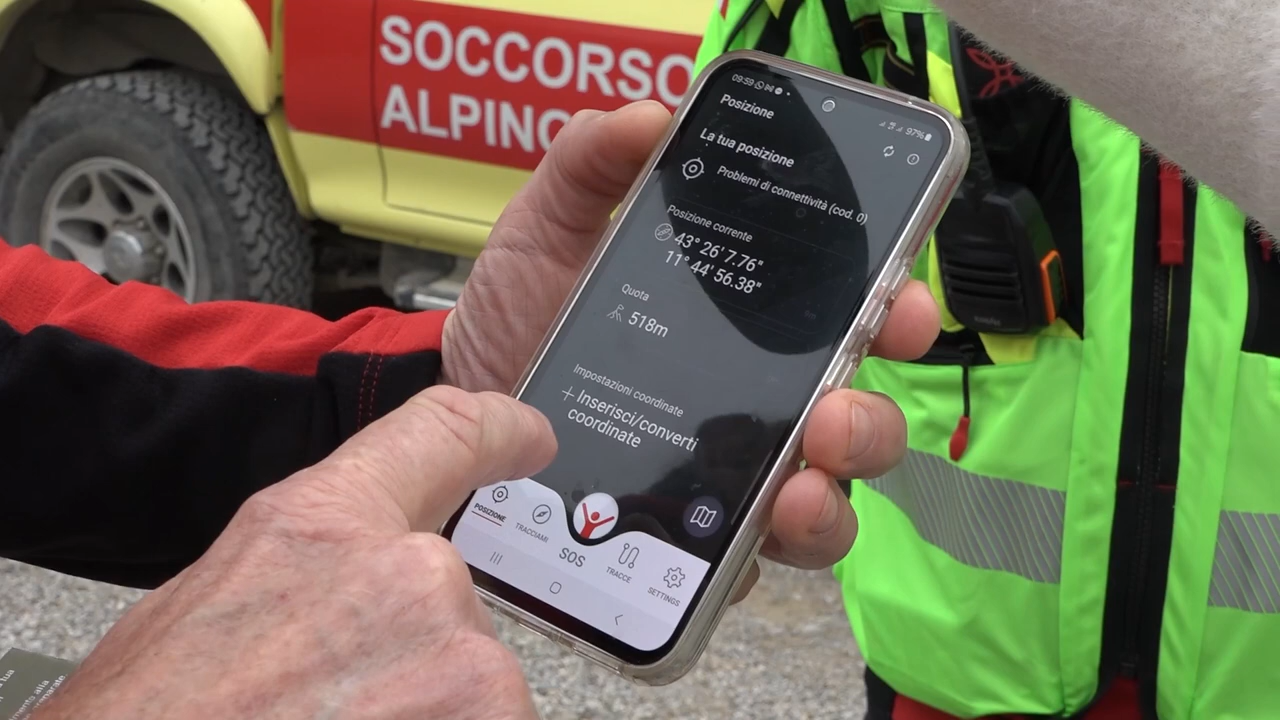 SOCCORSO
ALPINO
09:59
97%
Posizione
La tua posizione
Problemi di connettività (cod. 0)
Posizione corrente
43° 26' 7.76"
11° 44' 56.38"
Quota
518m
Impostazioni coordinate
Inserisci/converti
coordinate
POSIZIONE
TRACCIAMI
SOS
TRACCE
SETTINGS